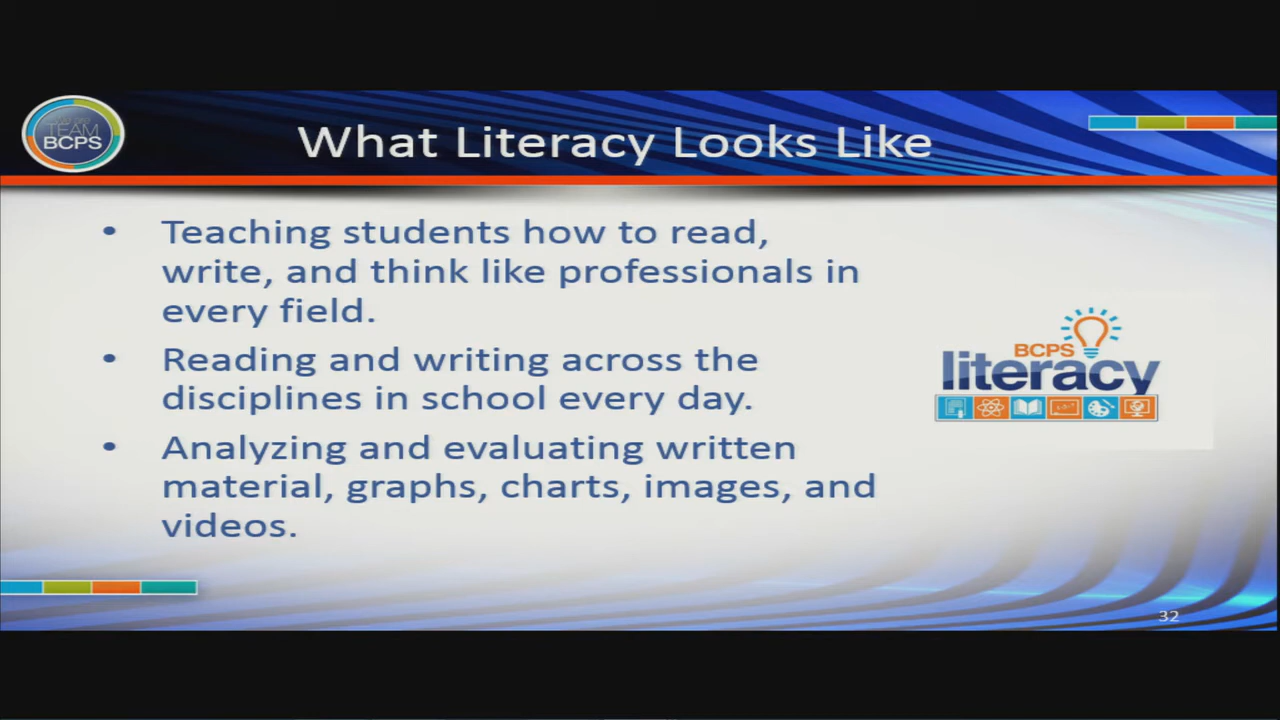 TEAM
BCPS
What Literacy Looks Like
• Teaching students how to read,
write, and think like professionals in
every field.
• Reading and writing across the
disciplines in school every day.
• Analyzing and evaluating written
material, graphs, charts, images, and
videos.
BCPS
literacy
32